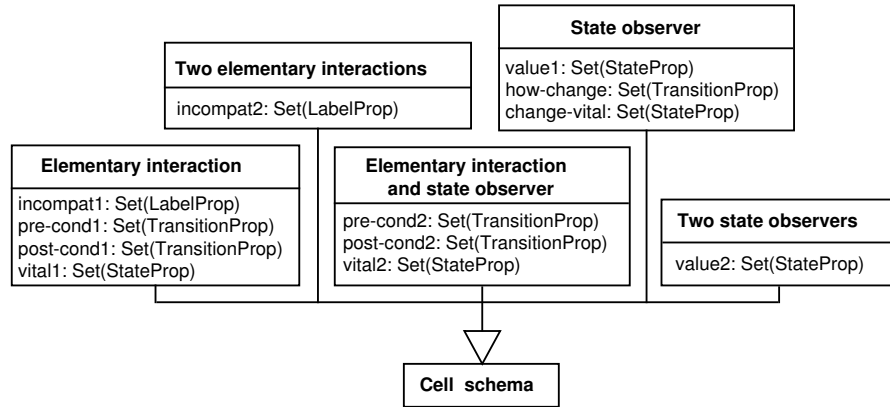 State observer
value1: Set(StateProp)
how-change: Set(TransitionProp)
change-vital: Set(StateProp)
Two elementary interactions
incompat2: Set(LabelProp)
Elementary interaction
incompat1: Set(LabelProp)
pre-cond1: Set(TransitionProp)
post-cond1: Set(TransitionProp)
vital1: Set(StateProp)
Elementary interaction
and state observer
pre-cond2: Set(TransitionProp)
post-cond2: Set(TransitionProp)
vital2: Set(StateProp)
Two state observers
value2: Set(StateProp)
Cell schema